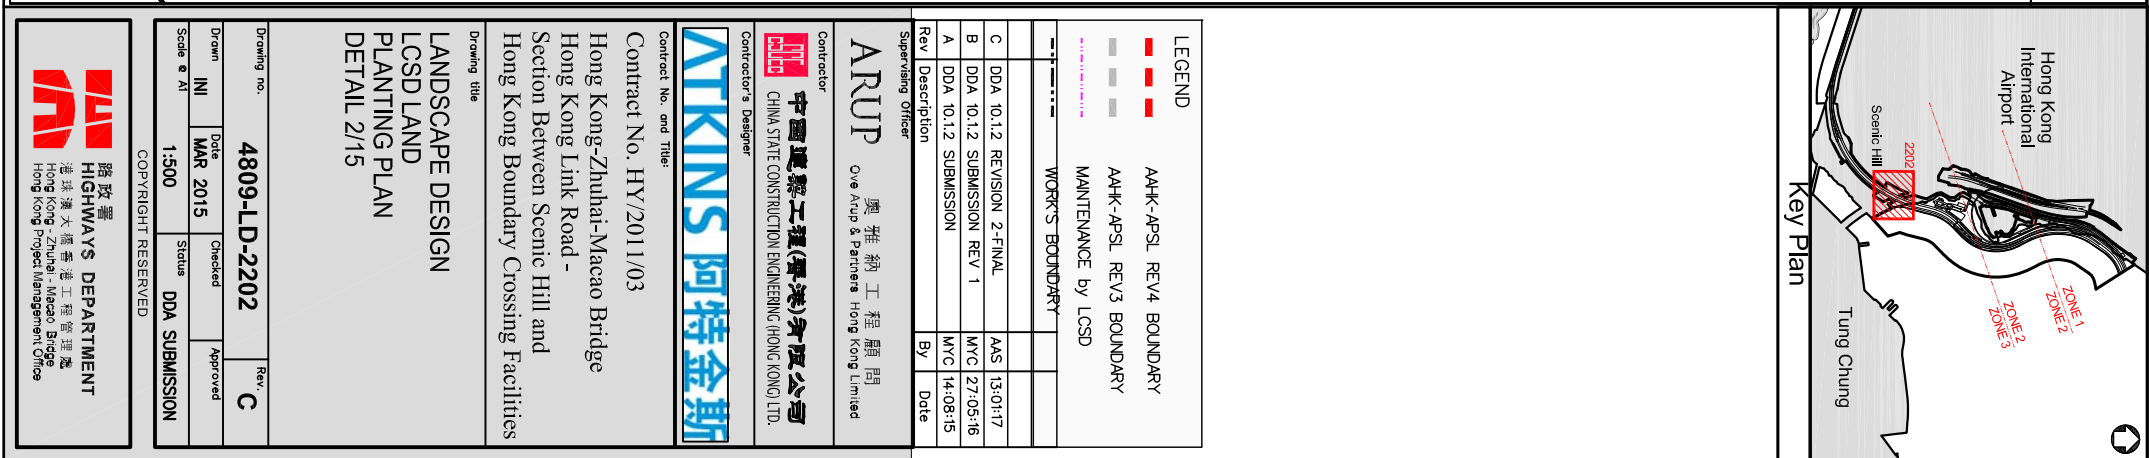 Hong Kong
International
Airport
Scenic Hill
2202
ZONE 1
ZONE 2
ZONE 2
ZONE 3
Tung Chung
Key Plan
LEGEND
AAHK-APSL REV4 BOUNDARY
AAHK-APSL REV3 BOUNDARY
MAINTENANCE by LCSD
WORK'S BOUNDARY
C DDA 10.1.2 REVISION 2-FINAL AAS 13:01:17
B DDA 10.1.2 SUBMISSION REV 1 MYC 27:05:16
A DDA 10.1.2 SUBMISSION MYC 14:08:15
Rev Description By Date
Supervising Officer
ARUP
奧雅納工程顧問
Ove Arup & Partners Hong Kong Limited
Contractor
中國建築工程(香港)有限公司
CHINA STATE CONSTRUCTION ENGINEERING (HONG KONG) LTD.
Contractor's Designer
ATKINS 阿特金斯
Contract No. and Title:
Contract No. HY/2011/03
Hong Kong-Zhuhai-Macao Bridge
Hong Kong Link Road -
Section Between Scenic Hill and
Hong Kong Boundary Crossing Facilities
Drawing title
LANDSCAPE DESIGN
LCSD LAND
PLANTING PLAN
DETAIL 2/15
Drawing no. Rev.
4809-LD-2202 C
Drawn Date Checked Approved
INI MAR 2015
Scale @ A1 Status
1:500 DDA SUBMISSION
COPYRIGHT RESERVED
路政署
HIGHWAYS DEPARTMENT
港珠澳大橋香港工程管理處
Hong Kong - Zhuhai - Macao Bridge
Hong Kong Project Management Office